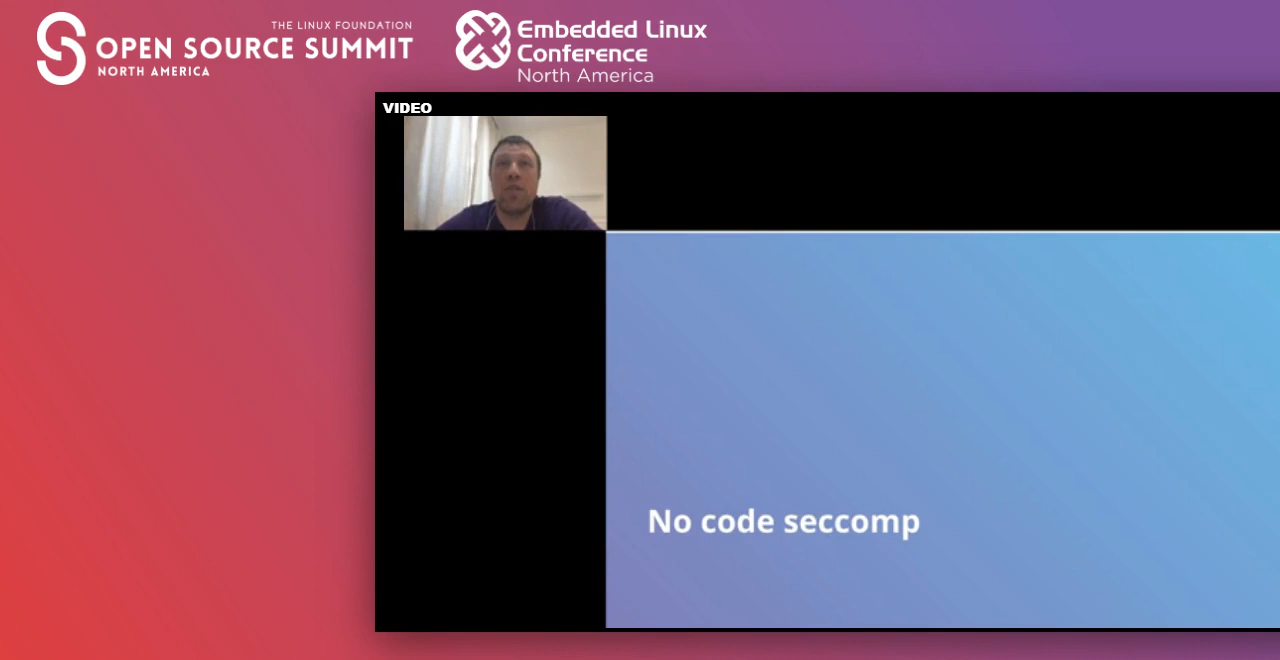 THE LINUX FOUNDATION
OPEN SOURCE SUMMIT
NORTH AMERICA
Embedded Linux
Conference
North America
VIDEO
No code seccomp